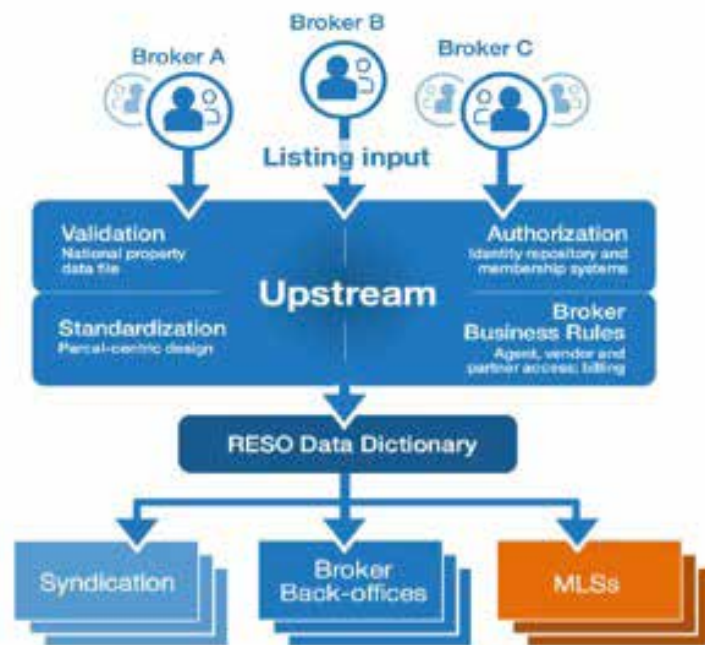 Broker A
Broker B
Broker C
Listing input
Validation
National property
data file
Authorization
Identity repository and
membership systems
Upstream
Standardization
Parcel-centric design
Broker
Business Rules
Agent, vendor and
partner access; billing
RESO Data Dictionary
Syndication
Broker
Back-offices
MLSs